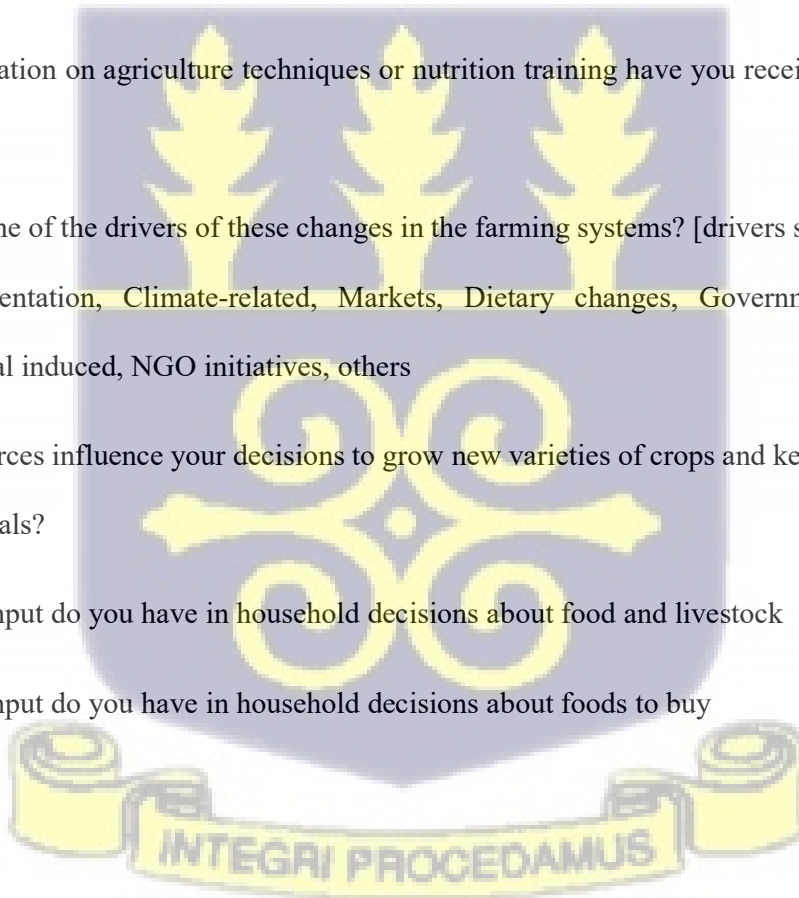 ation on agriculture techniques or nutrition training have you recei
ne of the drivers of these changes in the farming systems? [drivers s
entation, Climate-related, Markets, Dietary changes, Governm
al induced, NGO initiatives, others
rces influence your decisions to grow new varieties of crops and ke
als?
nput do you have in household decisions about food and livestock
nput do you have in household decisions about foods to buy
INTEGRI PROCEDAMUS